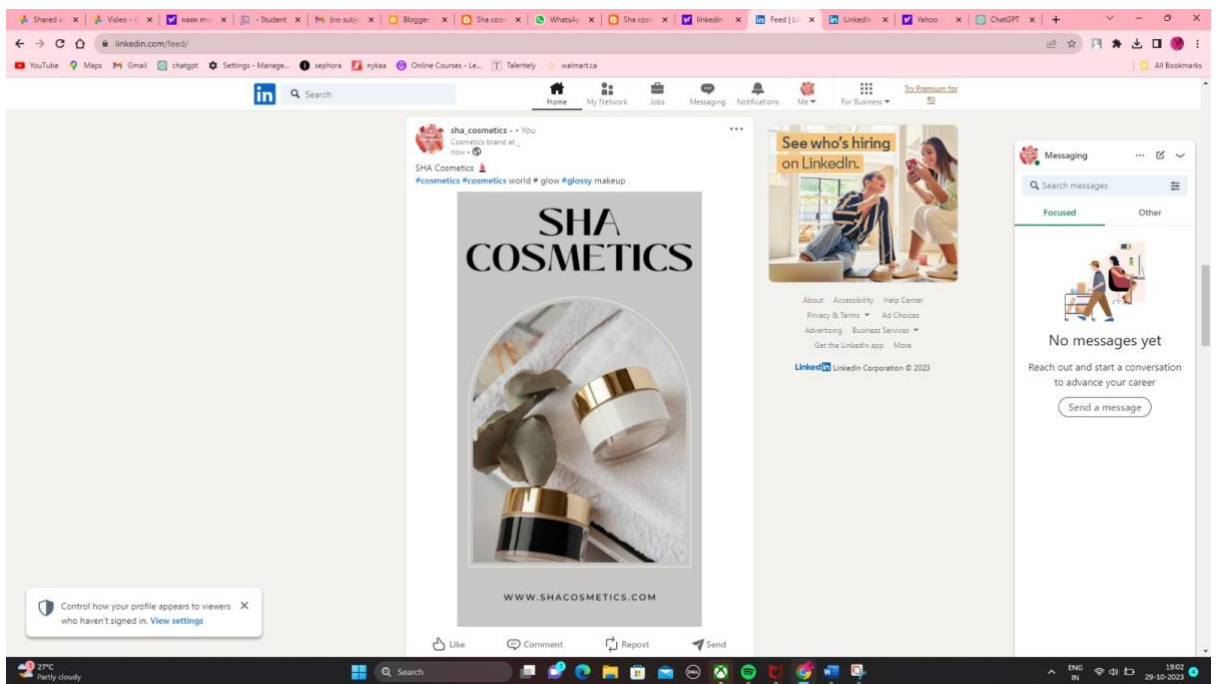 Shared a
Video - C
naan mu
- Student
(no subje
Blogger:
Sha cosn
WhatsAp
Sha cosn
linkedin
Feed | Li
LinkedIn
Yahoo
ChatGPT
linkedin.com/feed/
YouTube Maps Gmail chatgpt Settings - Manage... sephora nykaa Online Courses - Le... Talentely walmart.ca All Bookmarks
in Search Home My Network Jobs Messaging Notifications Me For Business Try Premium for
sha_cosmetics - • You
Cosmetics brand at _
now •
SHA Cosmetics 💄
#cosmetics #cosmetics world # glow #glossy makeup
SHA
COSMETICS
WWW.SHACOSMETICS.COM
Like Comment Repost Send
See who's hiring
on LinkedIn.
About Accessibility Help Center
Privacy & Terms Ad Choices
Advertising Business Services
Get the LinkedIn app More
LinkedIn LinkedIn Corporation © 2023
Messaging
Search messages
Focused Other
No messages yet
Reach out and start a conversation
to advance your career
Send a message
Control how your profile appears to viewers
who haven't signed in. View settings
27°C
Partly cloudy
Search
ENG
IN
19:02
29-10-2023